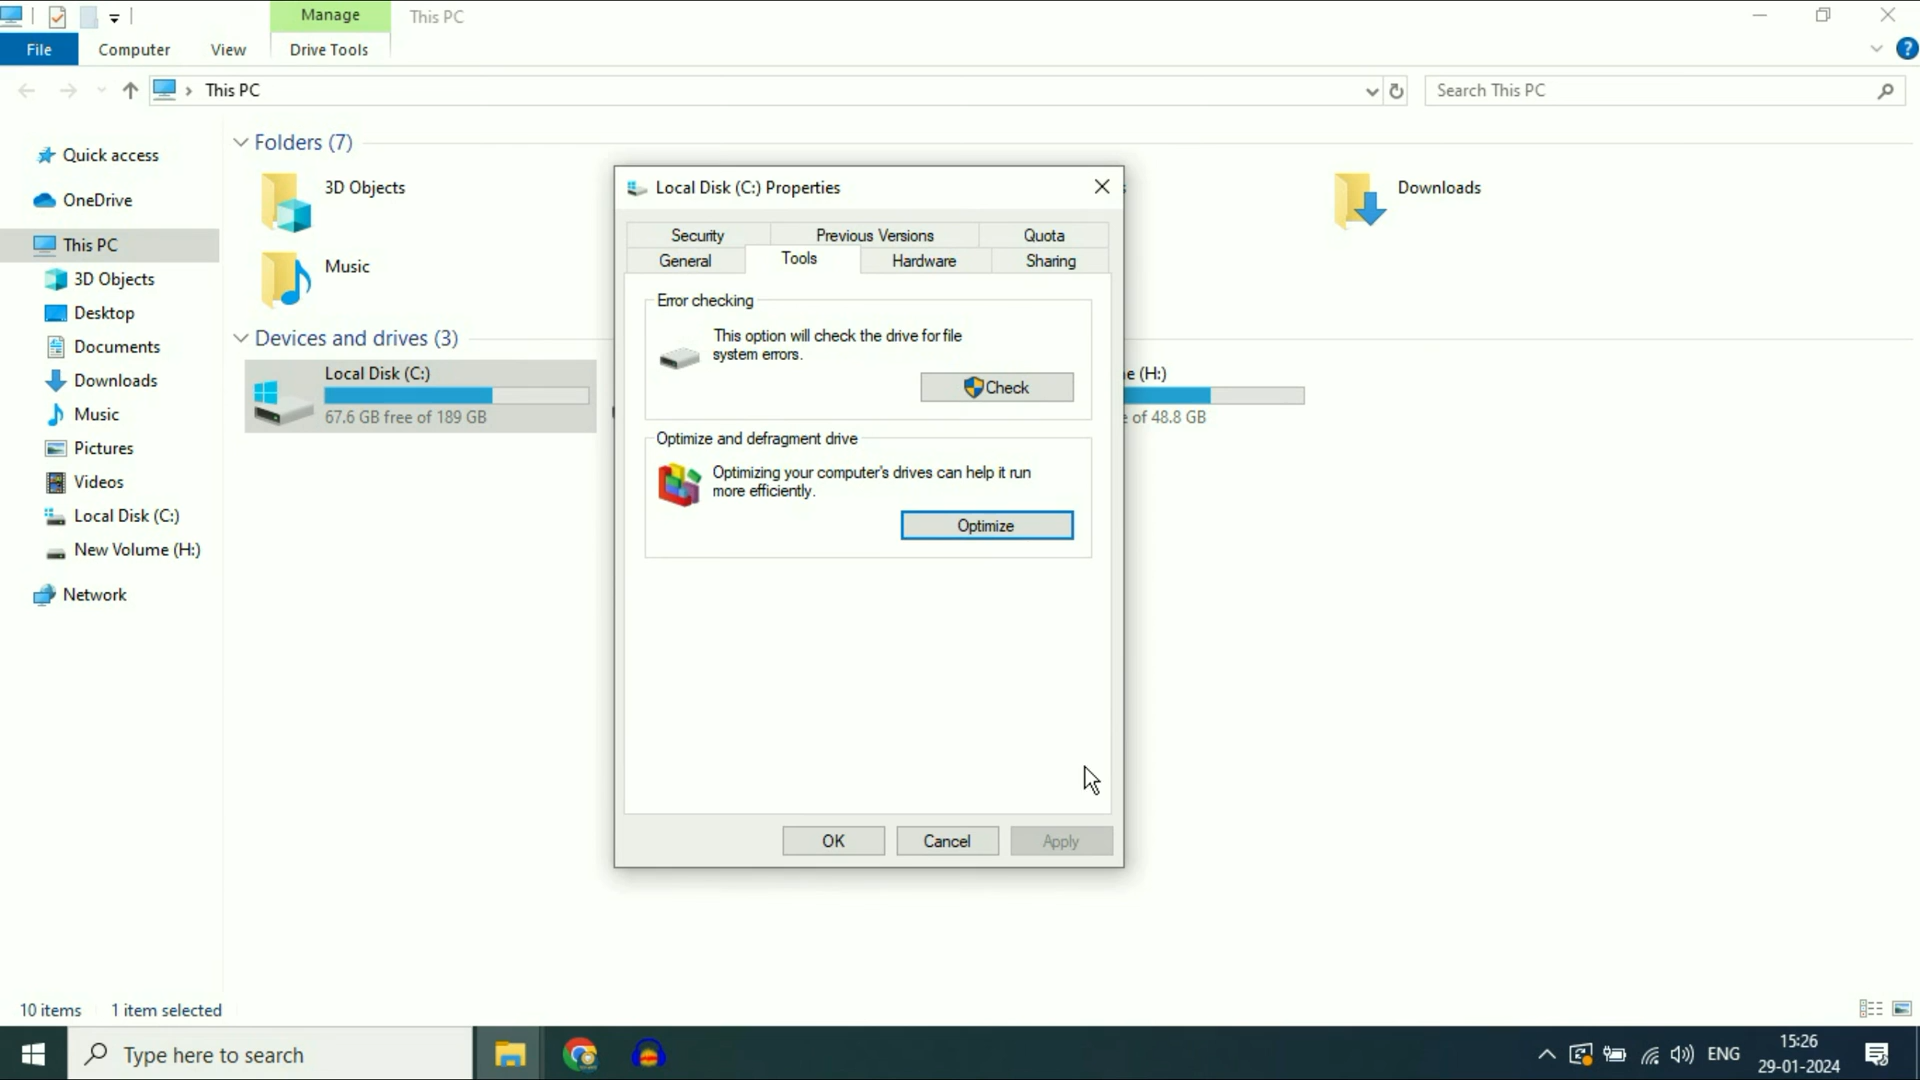 Manage
This PC
File
Computer
View
Drive Tools
This PC
Search This PC
Quick access
OneDrive
This PC
3D Objects
Desktop
Documents
Downloads
Music
Pictures
Videos
Local Disk (C:)
New Volume (H:)
Network
Folders (7)
3D Objects
Downloads
Music
Devices and drives (3)
Local Disk (C:)
67.6 GB free of 189 GB
e (H:)
of 48.8 GB
Local Disk (C:) Properties
Security
Previous Versions
Quota
General
Tools
Hardware
Sharing
Error checking
This option will check the drive for file
system errors.
Check
Optimize and defragment drive
Optimizing your computer's drives can help it run
more efficiently.
Optimize
OK
Cancel
Apply
10 items
1 item selected
Type here to search
ENG
15:26
29-01-2024